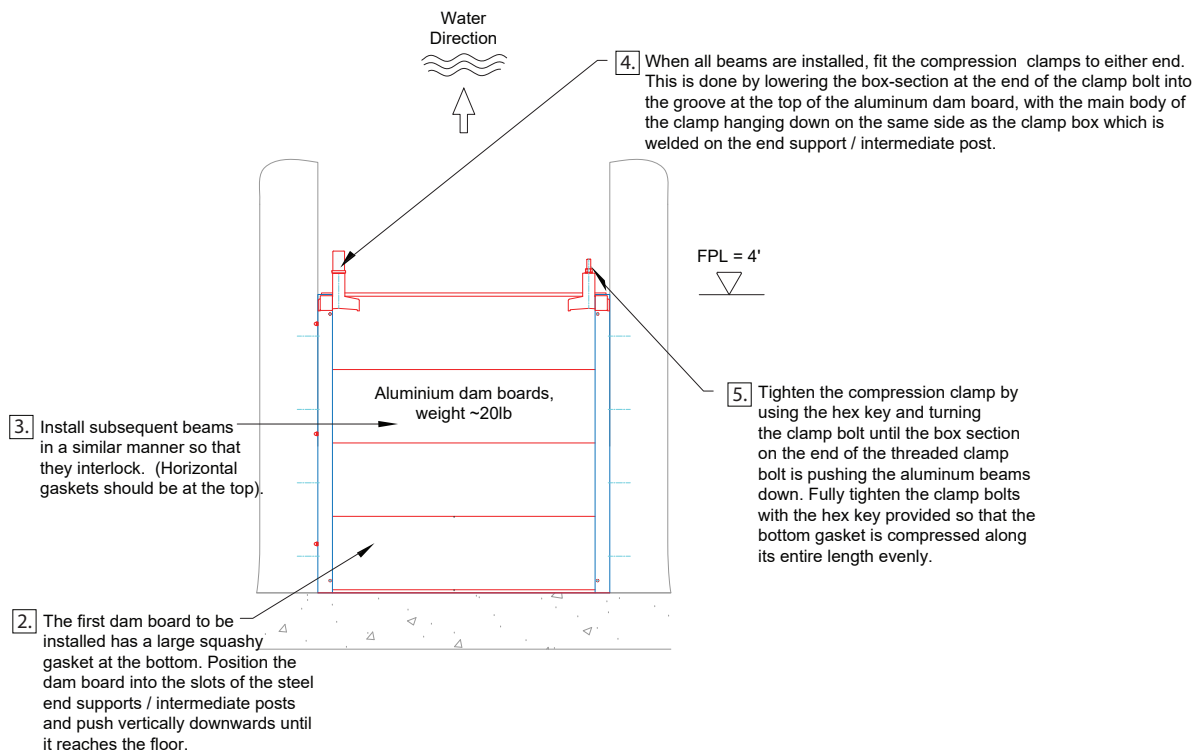 Water
Direction
4. When all beams are installed, fit the compression clamps to either end.
This is done by lowering the box-section at the end of the clamp bolt into
the groove at the top of the aluminum dam board, with the main body of
the clamp hanging down on the same side as the clamp box which is
welded on the end support / intermediate post.
FPL = 4'
Aluminium dam boards,
weight ~20lb
5. Tighten the compression clamp by
using the hex key and turning
the clamp bolt until the box section
on the end of the threaded clamp
bolt is pushing the aluminum beams
down. Fully tighten the clamp bolts
with the hex key provided so that the
bottom gasket is compressed along
its entire length evenly.
3. Install subsequent beams
in a similar manner so that
they interlock. (Horizontal
gaskets should be at the top).
2. The first dam board to be
installed has a large squashy
gasket at the bottom. Position the
dam board into the slots of the steel
end supports / intermediate posts
and push vertically downwards until
it reaches the floor.